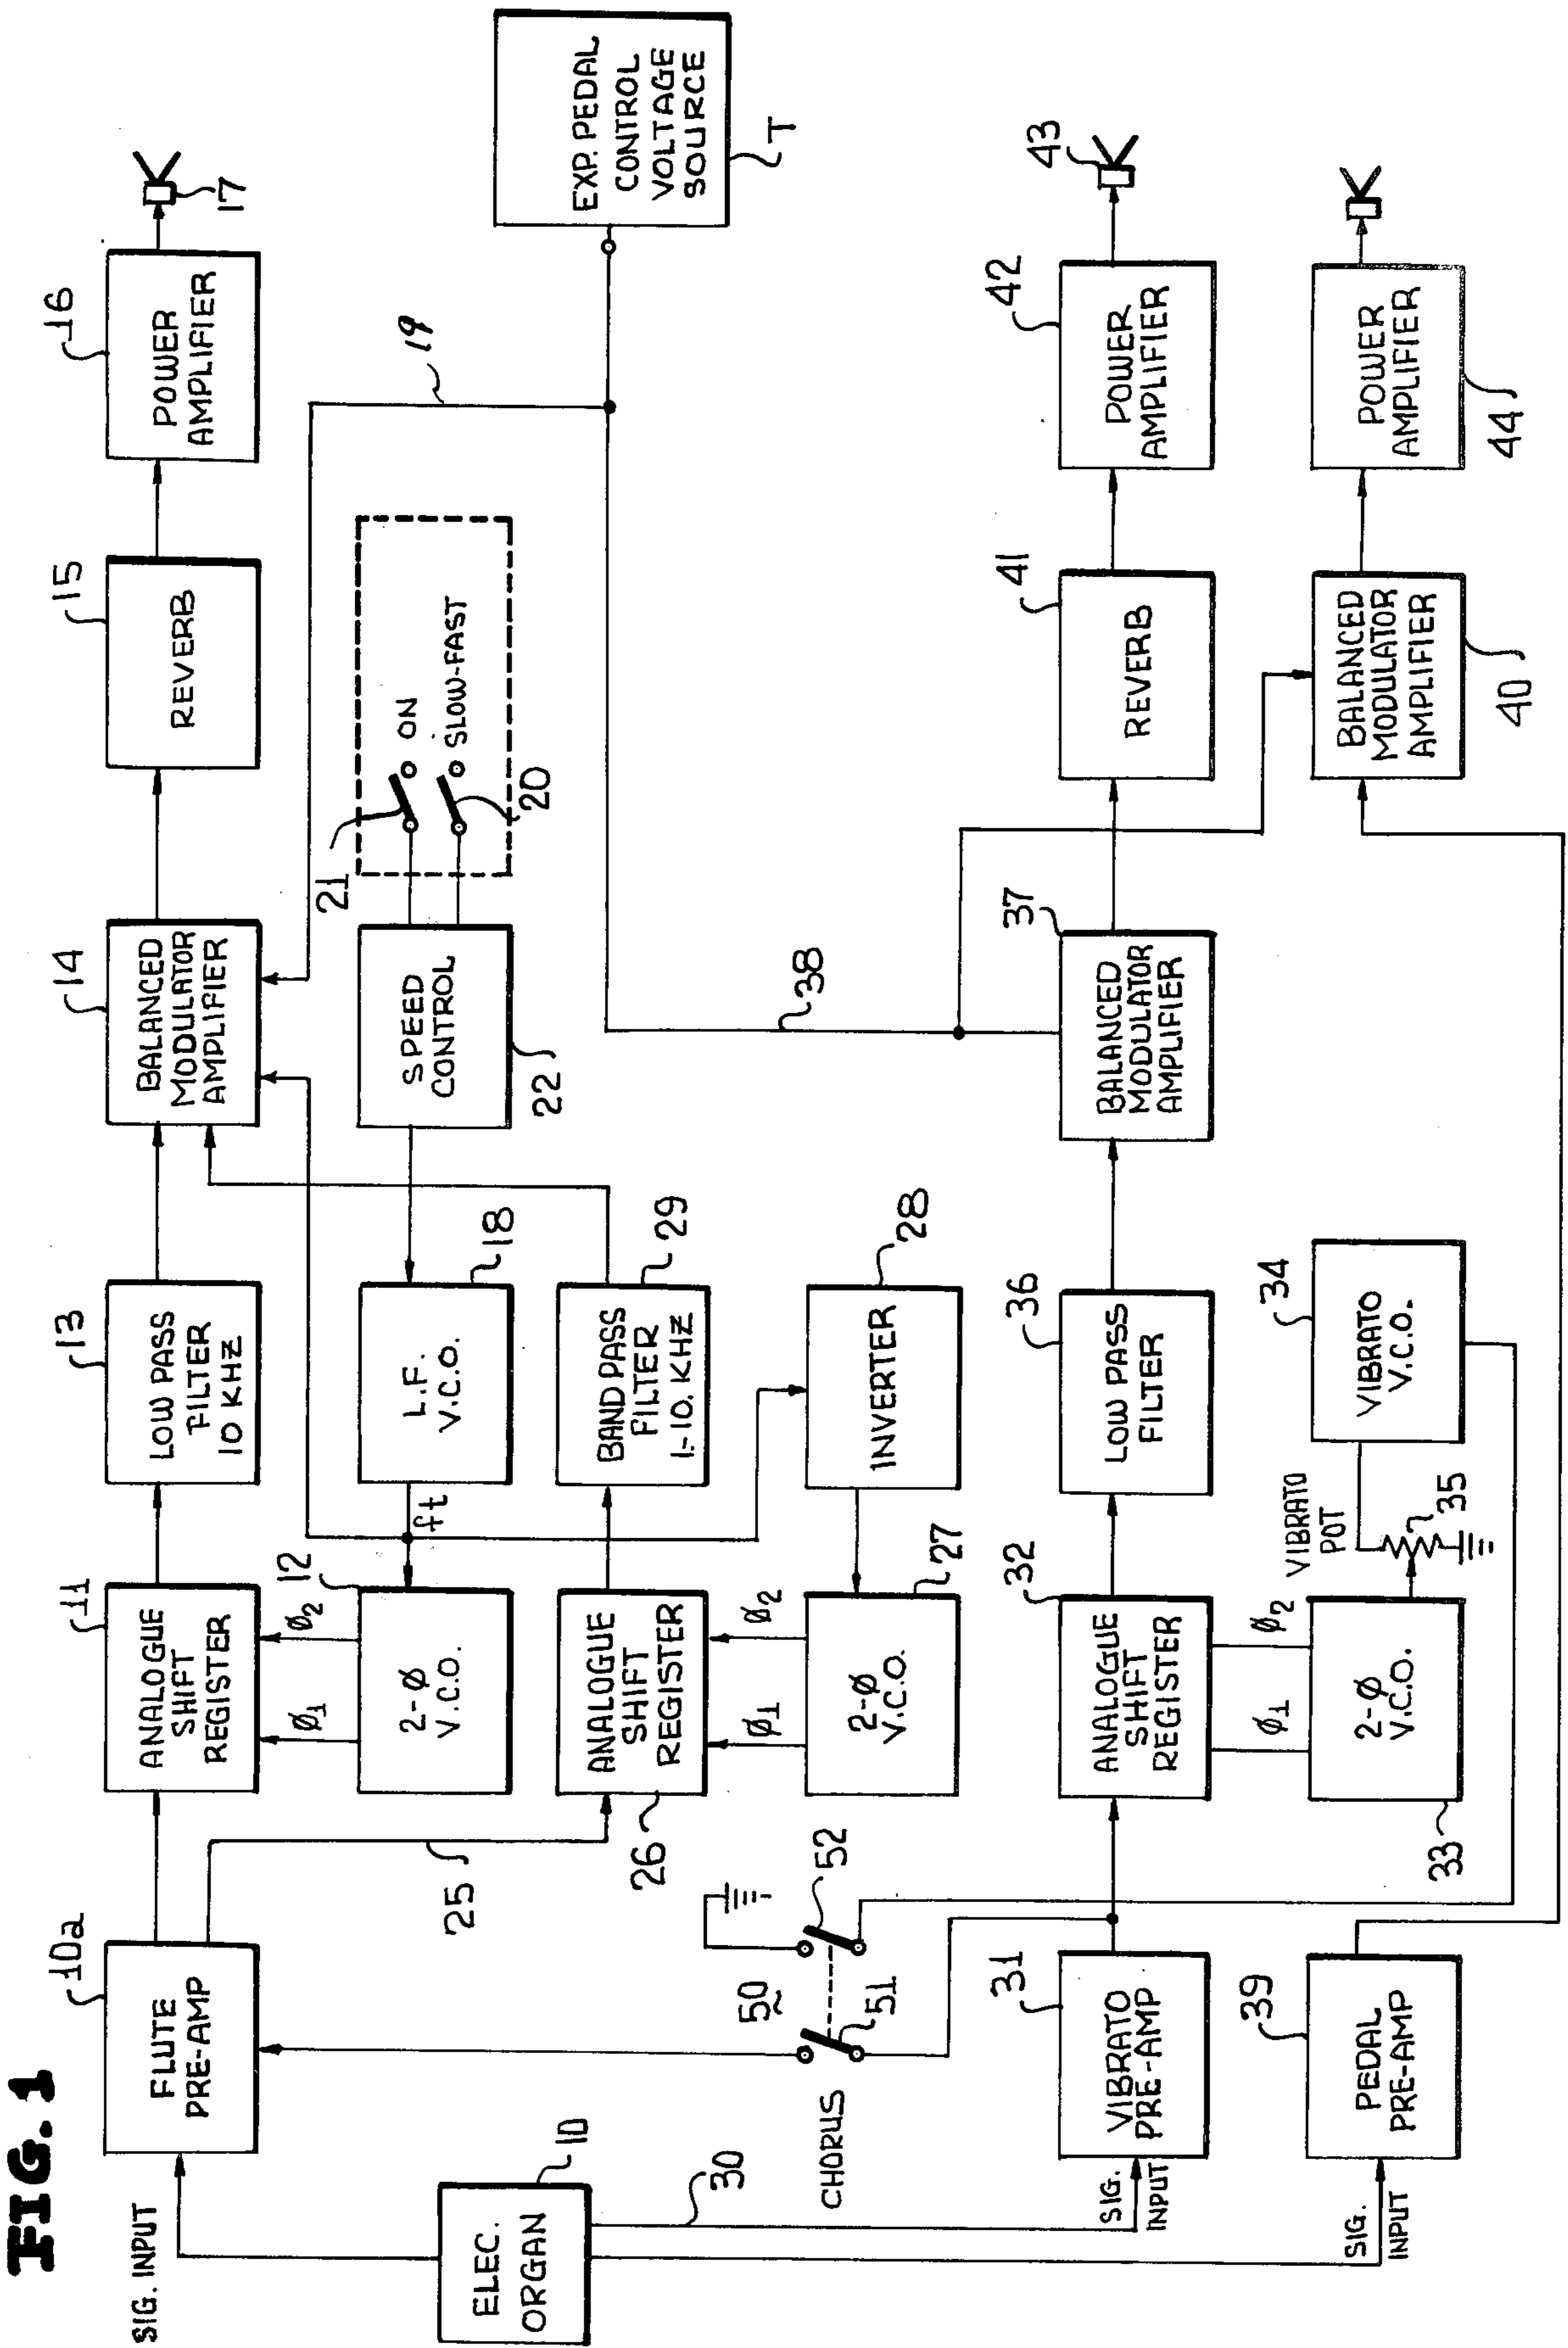 FIG. 1
SIG. INPUT
ELEC.
ORGAN
10
30
FLUTE
PRE-AMP
10a
25
ANALOGUE
SHIFT
REGISTER
11
ø1
ø2
2-ø
V.C.O.
12
LOW PASS
FILTER
10 KHZ
13
BALANCED
MODULATOR
AMPLIFIER
14
REVERB
15
POWER
AMPLIFIER
16
17
L.F.
V.C.O.
18
ft
SPEED
CONTROL
22
21
ON
SLOW-FAST
20
19
EXP. PEDAL
CONTROL
VOLTAGE
SOURCE
T
ANALOGUE
SHIFT
REGISTER
26
ø1
ø2
2-ø
V.C.O.
27
BAND PASS
FILTER
1.-10. KHZ
29
INVERTER
28
38
CHORUS
50
51
52
SIG.
INPUT
VIBRATO
PRE-AMP
31
ANALOGUE
SHIFT
REGISTER
32
ø1
ø2
2-ø
V.C.O.
33
VIBRATO
POT
35
VIBRATO
V.C.O.
34
LOW PASS
FILTER
36
BALANCED
MODULATOR
AMPLIFIER
37
REVERB
41
POWER
AMPLIFIER
42
43
SIG.
INPUT
PEDAL
PRE-AMP
39
BALANCED
MODULATOR
AMPLIFIER
40
POWER
AMPLIFIER
44